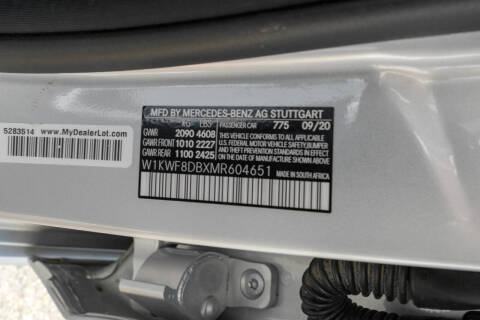 5283514
www.MyDealerLot.com
MFD BY MERCEDES-BENZ AG STUTTGART
KG LBS PASSENGER CAR 775 09/20
GVWR 2090 4608
GAWR FRONT 1010 2227
GAWR REAR 1100 2425
THIS VEHICLE CONFORMS TO ALL APPLICABLE
U.S. FEDERAL MOTOR VEHICLE SAFETY, BUMPER
AND THEFT PREVENTION STANDARDS IN EFFECT
ON THE DATE OF MANUFACTURE SHOWN ABOVE.
W1KWF8DBXMR604651
MADE IN SOUTH AFRICA